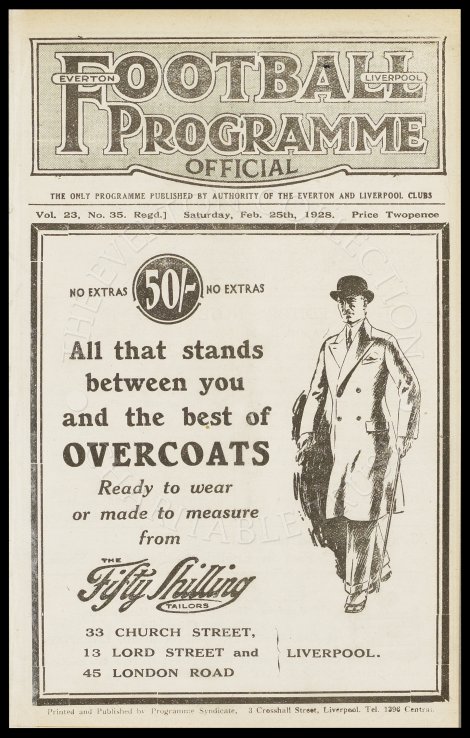 FOOTBALL
EVERTON LIVERPOOL
PROGRAMME
OFFICIAL
THE ONLY PROGRAMME PUBLISHED BY AUTHORITY OF THE EVERTON AND LIVERPOOL CLUBS
Vol. 23, No. 35. Regd.] Saturday, Feb. 25th, 1928. Price Twopence
NO EXTRAS 50/- NO EXTRAS
All that stands
between you
and the best of
OVERCOATS
Ready to wear
or made to measure
from
THE
Fifty Shilling
TAILORS
33 CHURCH STREET,
13 LORD STREET and LIVERPOOL.
45 LONDON ROAD
Printed and Published by Programme Syndicate, 3 Crosshall Street, Liverpool. Tel. 1396 Central.